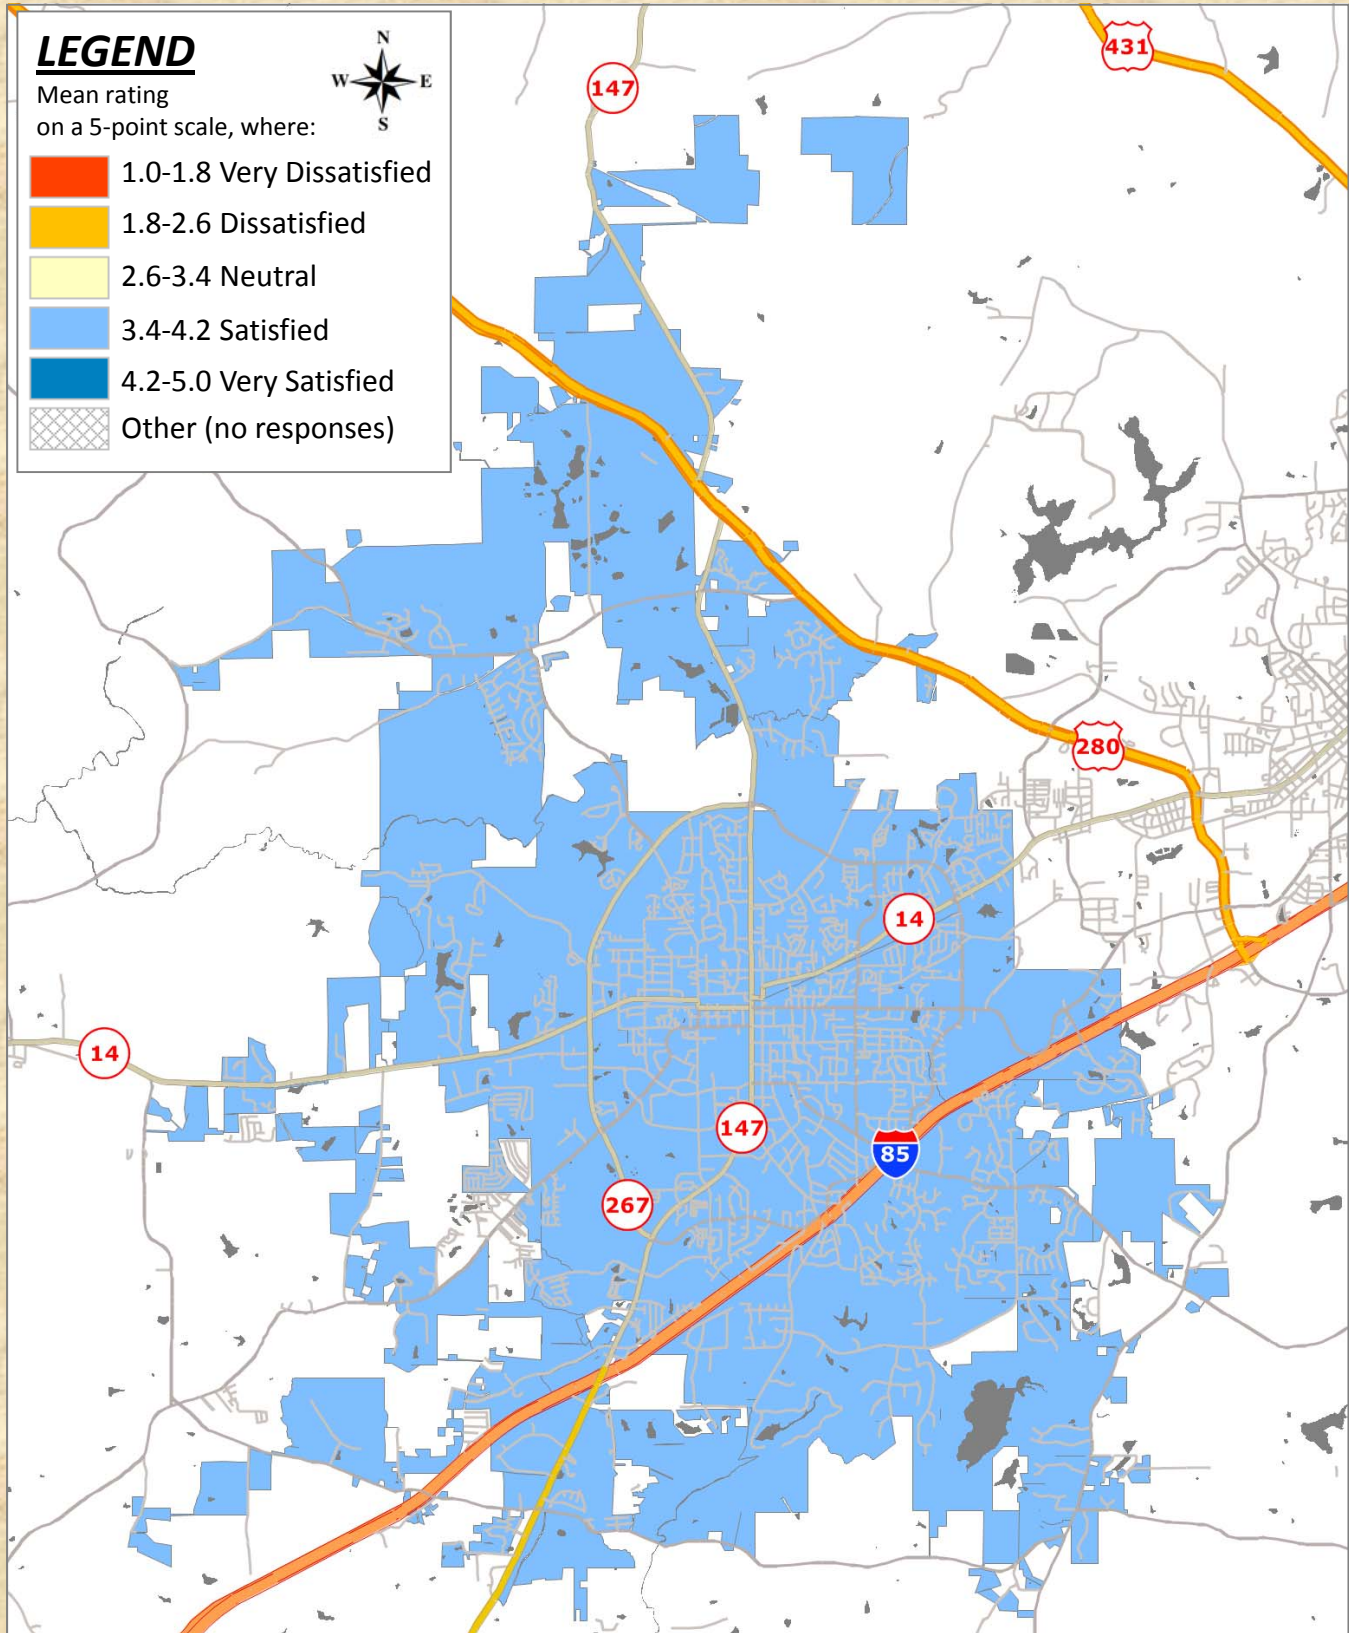 LEGEND
Mean rating
on a 5-point scale, where:
N
W E
S
1.0-1.8 Very Dissatisfied
1.8-2.6 Dissatisfied
2.6-3.4 Neutral
3.4-4.2 Satisfied
4.2-5.0 Very Satisfied
Other (no responses)
147
431
280
14
14
147
85
267